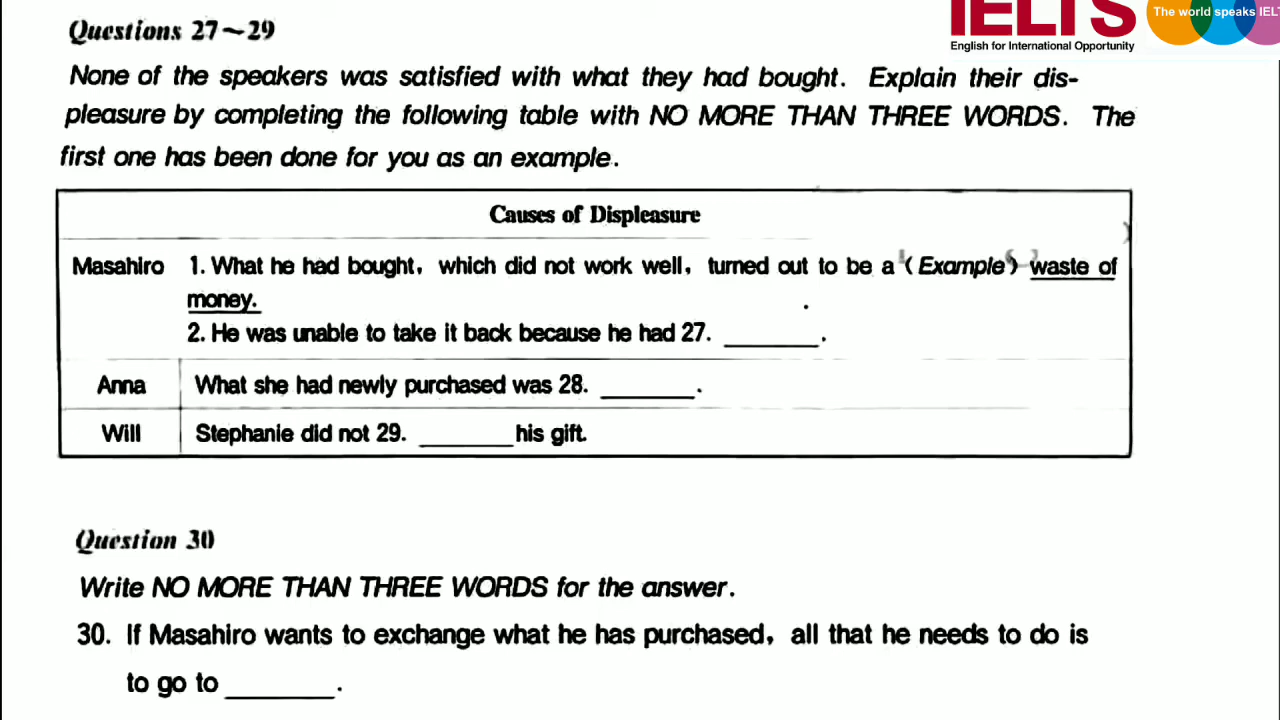 IELTS
English for International Opportunity
The world speaks IELT
Questions 27~29
None of the speakers was satisfied with what they had bought. Explain their dis-
pleasure by completing the following table with NO MORE THAN THREE WORDS. The
first one has been done for you as an example.
Causes of Displeasure
Masahiro 1. What he had bought, which did not work well, turned out to be a (Example) waste of
money.
2. He was unable to take it back because he had 27. ________.
Anna What she had newly purchased was 28. ________.
Will Stephanie did not 29. ________ his gift.
Question 30
Write NO MORE THAN THREE WORDS for the answer.
30. If Masahiro wants to exchange what he has purchased, all that he needs to do is
to go to ________.